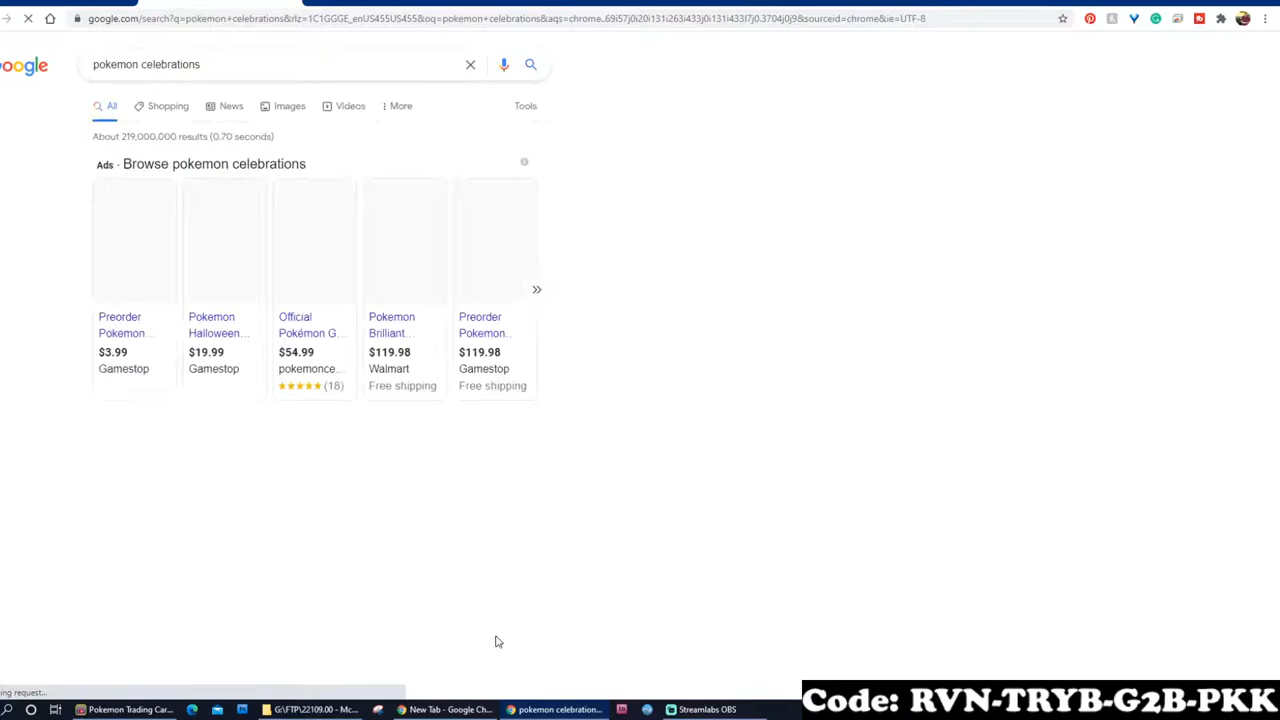 google.com/search?q=pokemon+celebrations&rlz=1C1GGGE_enUS455US455&oq=pokemon+celebrations&aqs=chrome..69i57j0i20i131i263i433j0i131i433l7j0.3704j0j9&sourceid=chrome&ie=UTF-8
oogle
pokemon celebrations
All Shopping News Images Videos More Tools
About 219,000,000 results (0.70 seconds)
Ads · Browse pokemon celebrations
Preorder Pokemon Official Pokemon Preorder
Pokemon... Halloween... Pokémon G... Brilliant... Pokemon..
$3.99 $19.99 $54.99 $119.98 $119.98
Gamestop Gamestop pokemonce... Walmart Gamestop
(18) Free shipping Free shipping
ing request...
Pokemon Trading Car... G:\FTP\22109.00 - Mc... New Tab - Google Ch... pokemon celebration... Streamlabs OBS
Code: RVN-TRYB-G2B-PKK